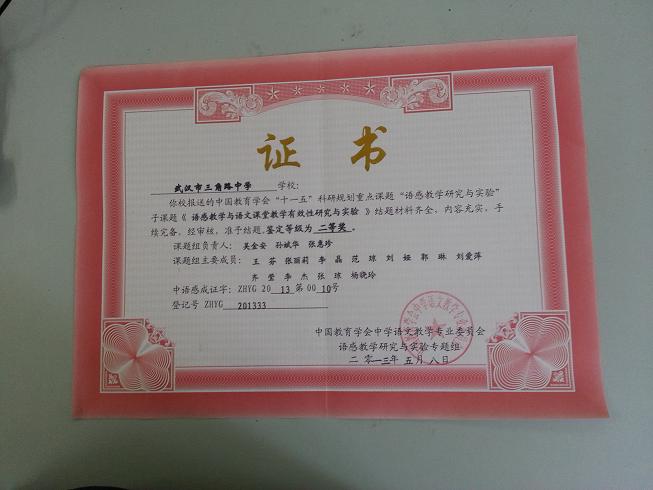 证 书
武汉市三角路中学 学校：
你校报送的中国教育学会“十一五”科研规划重点课题“语感教学研究与实验”
子课题《 语感教学与语文课堂教学有效性研究与实验 》结题材料齐全，内容充实，手
续完备，经审核，准予结题，鉴定等级为 二等奖 。
课题组负责人： 吴金安 孙斌华 张惠珍
课题组主要成员： 王 芬 张丽莉 李 晶 范 琼 刘 娅 郭 琳 刘爱萍
齐 莹 李 杰 张 琼 杨晓玲
中语感成证字：ZHYG 20 13 第 00 10 号
登记号 ZHYG 201333
中国教育学会中学语文教学专业委员会
语感教学研究与实验专题组
二零一三年 五 月 八 日